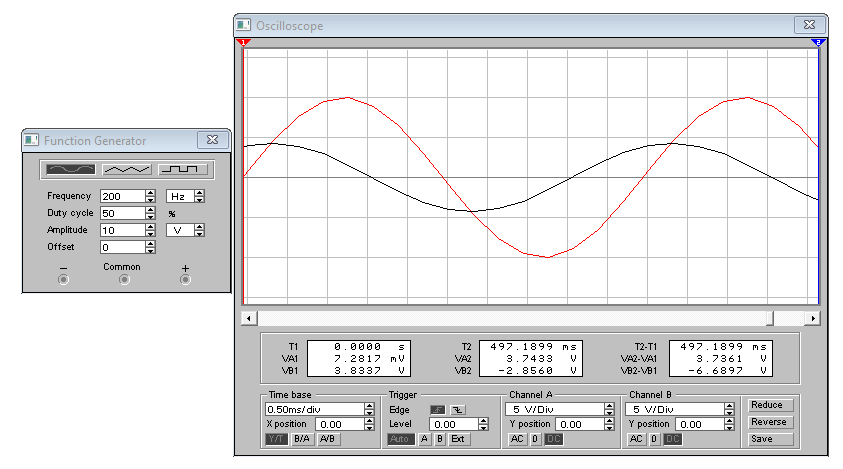 Oscilloscope
1
2
T1 0.0000 s
VA1 7.2817 mV
VB1 3.8337 V
T2 497.1899 ms
VA2 3.7433 V
VB2 -2.8560 V
T2-T1 497.1899 ms
VA2-VA1 3.7361 V
VB2-VB1 -6.6897 V
Time base
0.50ms/div
X position 0.00
Y/T B/A A/B
Trigger
Edge
Level 0.00
Auto A B Ext
Channel A
5 V/Div
Y position 0.00
AC 0 DC
Channel B
5 V/Div
Y position 0.00
AC 0 DC
Reduce
Reverse
Save
Function Generator
Frequency 200 Hz
Duty cycle 50 %
Amplitude 10 V
Offset 0
− Common +